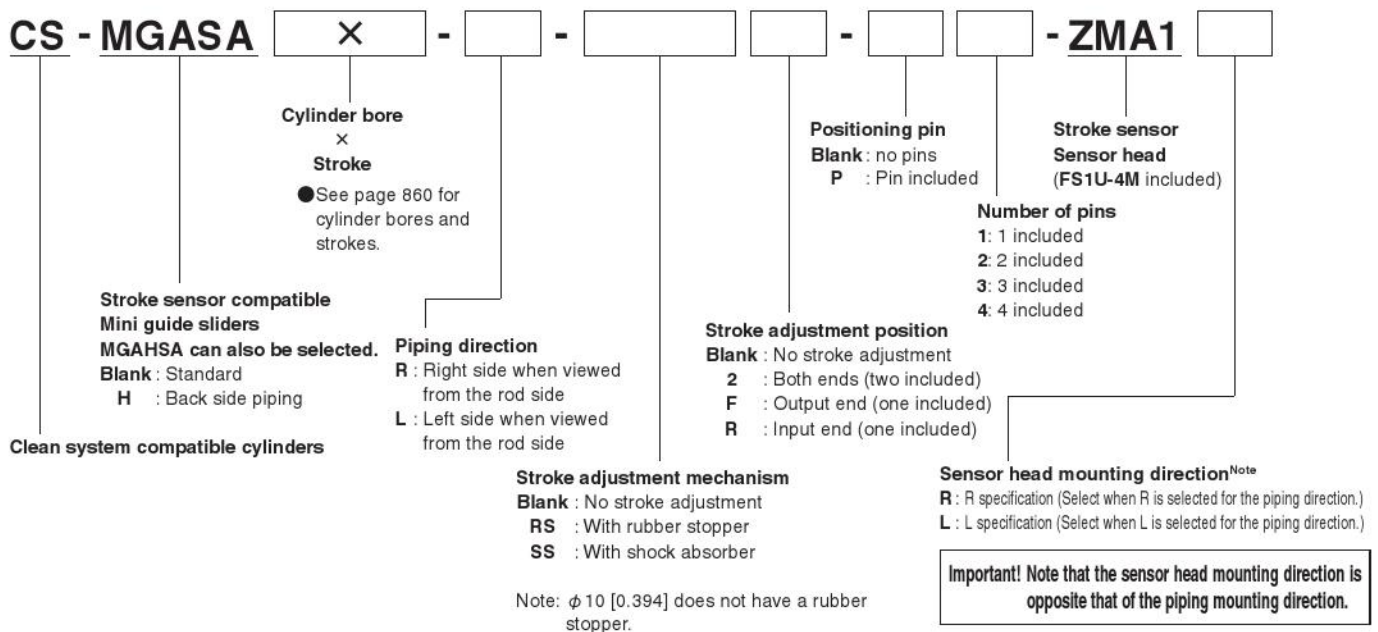 CS - MGASA × - - - - ZMA1
Cylinder bore
×
Stroke
●See page 860 for
cylinder bores and
strokes.
Positioning pin
Blank : no pins
P : Pin included
Stroke sensor
Sensor head
(FS1U-4M included)
Number of pins
1: 1 included
2: 2 included
3: 3 included
4: 4 included
Stroke sensor compatible
Mini guide sliders
MGAHSA can also be selected.
Blank : Standard
H : Back side piping
Piping direction
R : Right side when viewed
from the rod side
L : Left side when viewed
from the rod side
Stroke adjustment position
Blank : No stroke adjustment
2 : Both ends (two included)
F : Output end (one included)
R : Input end (one included)
Clean system compatible cylinders
Stroke adjustment mechanism
Blank : No stroke adjustment
RS : With rubber stopper
SS : With shock absorber
Note: φ10 [0.394] does not have a rubber
stopper.
Sensor head mounting directionNote
R : R specification (Select when R is selected for the piping direction.)
L : L specification (Select when L is selected for the piping direction.)
Important! Note that the sensor head mounting direction is
opposite that of the piping mounting direction.